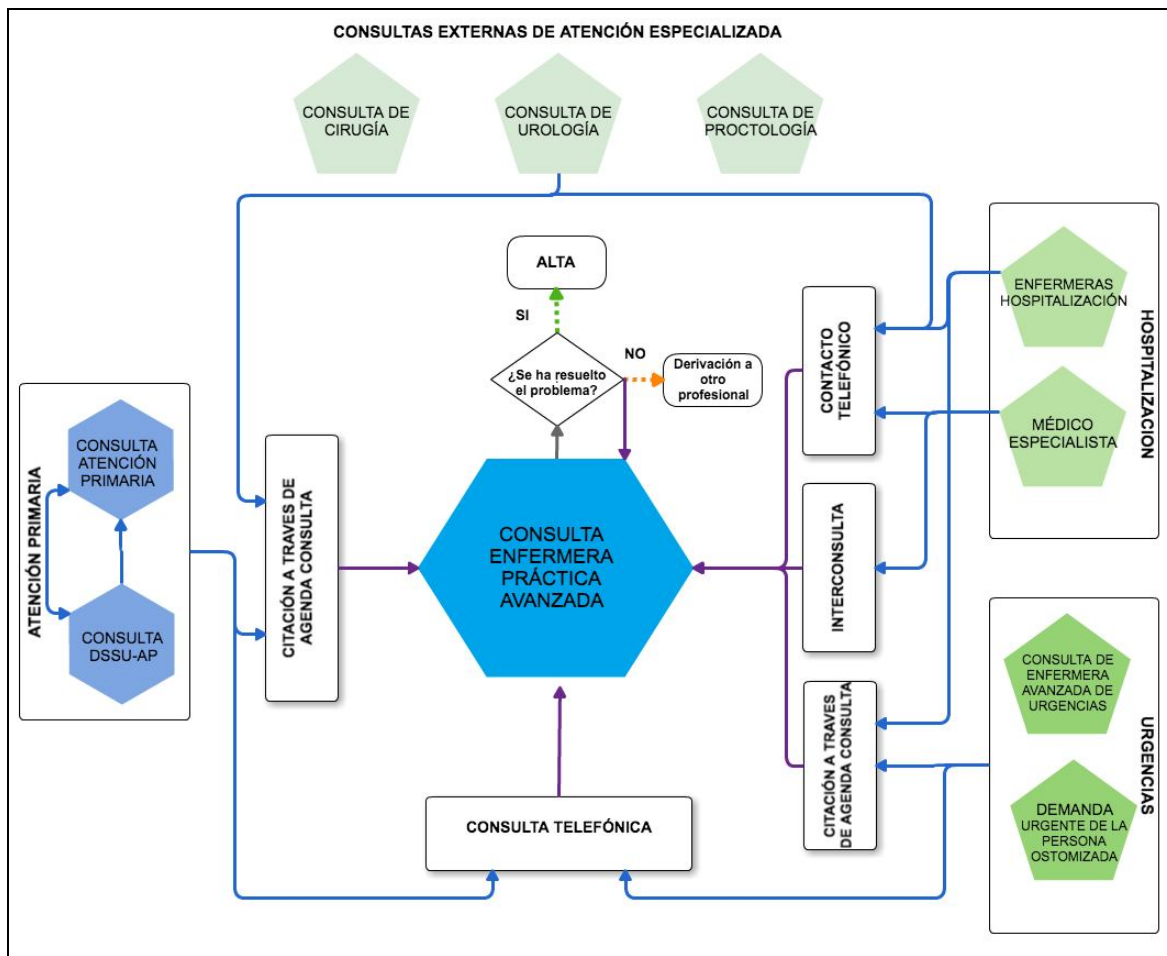 CONSULTAS EXTERNAS DE ATENCIÓN ESPECIALIZADA
CONSULTA DE
CIRUGÍA
CONSULTA DE
UROLOGÍA
CONSULTA DE
PROCTOLOGÍA
ALTA
SI
¿Se ha resuelto
el problema?
NO
Derivación a
otro
profesional
ATENCIÓN PRIMARIA
CONSULTA
ATENCIÓN
PRIMARIA
CONSULTA
DSSU-AP
CITACIÓN A TRAVES DE
AGENDA CONSULTA
CONSULTA
ENFERMERA
PRÁCTICA
AVANZADA
CONSULTA TELEFÓNICA
CONTACTO
TELEFÓNICO
INTERCONSULTA
CITACIÓN A TRAVES
DE AGENDA CONSULTA
ENFERMERAS
HOSPITALIZACIÓN
MÉDICO
ESPECIALISTA
HOSPITALIZACION
CONSULTA DE
ENFERMERA
AVANZADA DE
URGENCIAS
DEMANDA
URGENTE DE LA
PERSONA
OSTOMIZADA
URGENCIAS